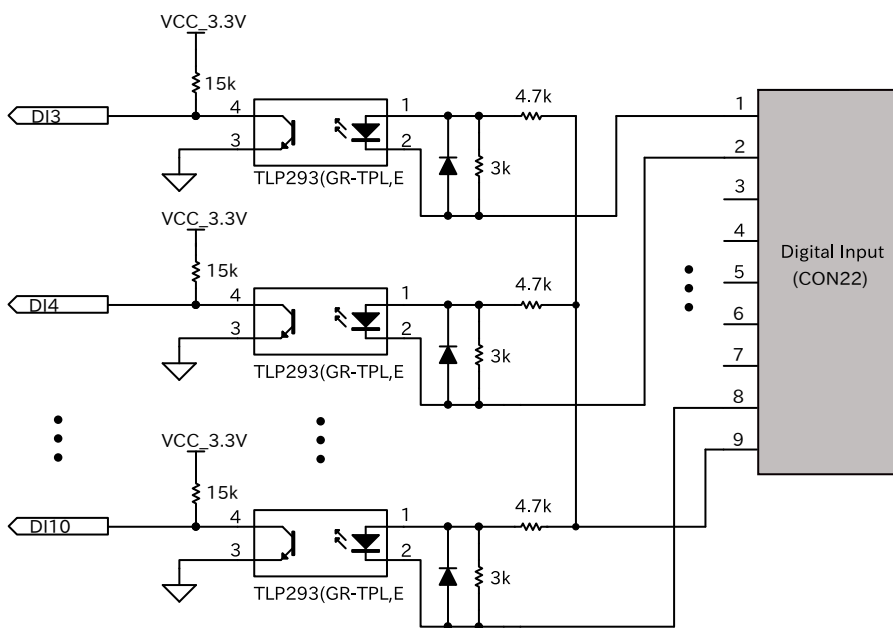 VCC_3.3V
15k
DI3
4
3
1
2
TLP293(GR-TPL,E
4.7k
3k
VCC_3.3V
15k
DI4
4
3
1
2
TLP293(GR-TPL,E
4.7k
3k
VCC_3.3V
15k
DI10
4
3
1
2
TLP293(GR-TPL,E
4.7k
3k
1
2
3
4
5
6
7
8
9
Digital Input
(CON22)